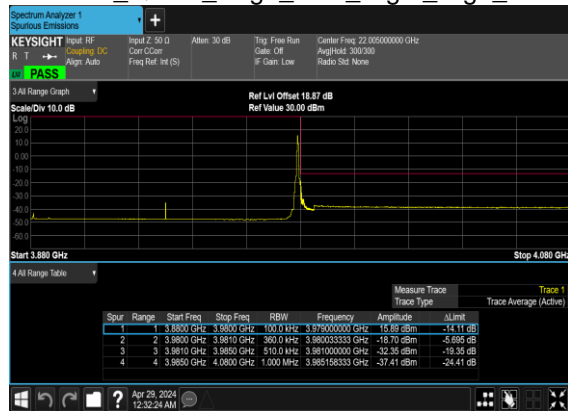 Spectrum Analyzer 1
Spurious Emissions
+
KEYSIGHT Input: RF Input Z: 50 Ω Atten: 30 dB Trig: Free Run Center Freq: 22.005000000 GHz
R T Coupling: DC Corr CCorr Gate: Off Avg|Hold: 300/300
Align: Auto Freq Ref: Int (S) IF Gain: Low Radio Std: None
PASS
3 All Range Graph
Ref Lvl Offset 18.87 dB
Scale/Div 10.0 dB Ref Value 30.00 dBm
Log
20.0
10.0
0.00
-10.0
-20.0
-30.0
-40.0
-50.0
-60.0
Start 3.880 GHz Stop 4.080 GHz
4 All Range Table
Measure Trace Trace 1
Trace Type Trace Average (Active)
Spur Range Start Freq Stop Freq RBW Frequency Amplitude ΔLimit
1 1 3.8800 GHz 3.9800 GHz 100.0 kHz 3.979000000 GHz 15.89 dBm -14.11 dB
2 2 3.9800 GHz 3.9810 GHz 360.0 kHz 3.980033333 GHz -18.70 dBm -5.695 dB
3 3 3.9810 GHz 3.9850 GHz 510.0 kHz 3.981000000 GHz -32.35 dBm -19.35 dB
4 4 3.9850 GHz 4.0800 GHz 1.000 MHz 3.985158333 GHz -37.41 dBm -24.41 dB
? Apr 29, 2024
12:32:24 AM